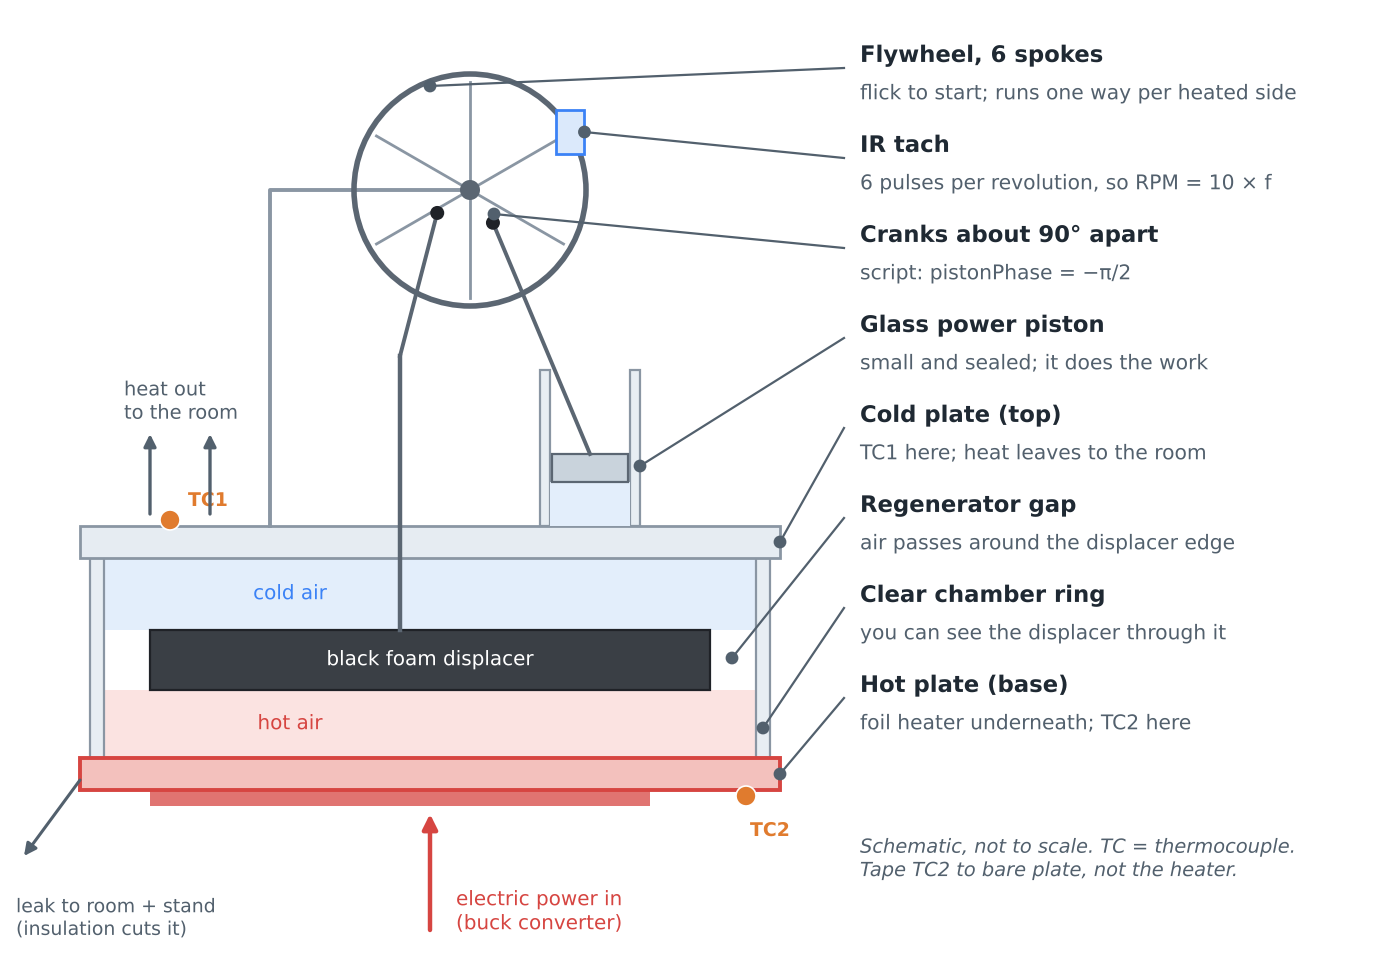 Flywheel, 6 spokes
flick to start; runs one way per heated side
IR tach
6 pulses per revolution, so RPM = 10 × f
Cranks about 90° apart
script: pistonPhase = −π/2
Glass power piston
small and sealed; it does the work
heat out
to the room
Cold plate (top)
TC1 here; heat leaves to the room
TC1
Regenerator gap
air passes around the displacer edge
cold air
Clear chamber ring
you can see the displacer through it
black foam displacer
Hot plate (base)
foil heater underneath; TC2 here
hot air
TC2
Schematic, not to scale. TC = thermocouple.
Tape TC2 to bare plate, not the heater.
leak to room + stand
(insulation cuts it)
electric power in
(buck converter)